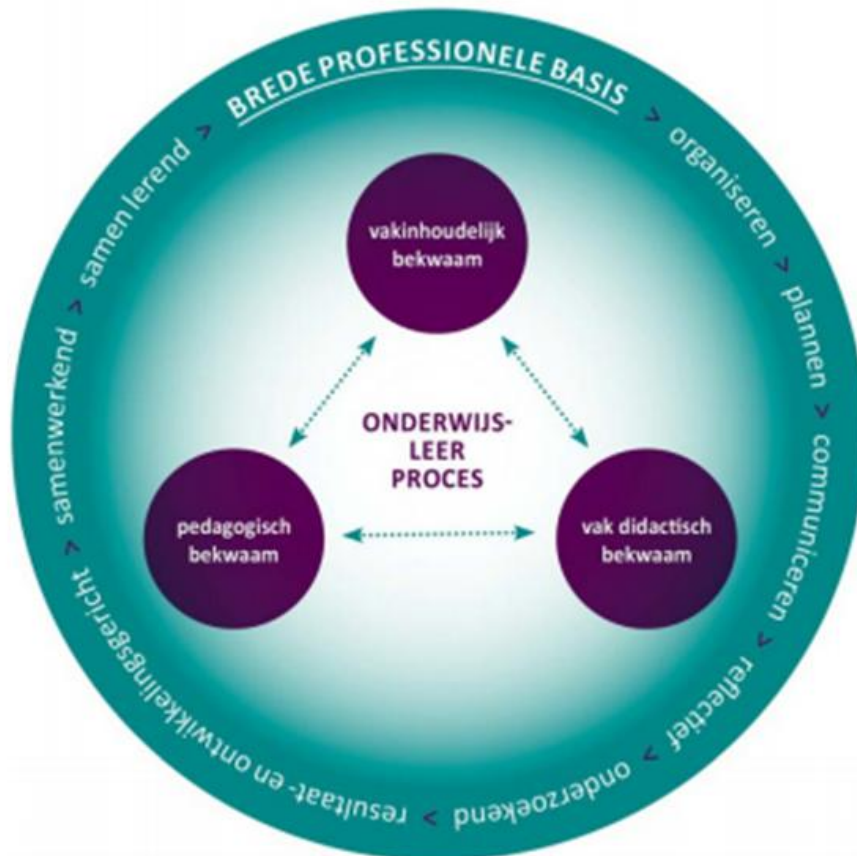 BREDE PROFESSIONELE BASIS
> organiseren > plannen > communiceren > reflectief > onderzoekend > resultaat- en ontwikkelingsgericht > samenwerkend > samen lerend >
vakinhoudelijk
bekwaam
ONDERWIJS-
LEER
PROCES
pedagogisch
bekwaam
vak didactisch
bekwaam